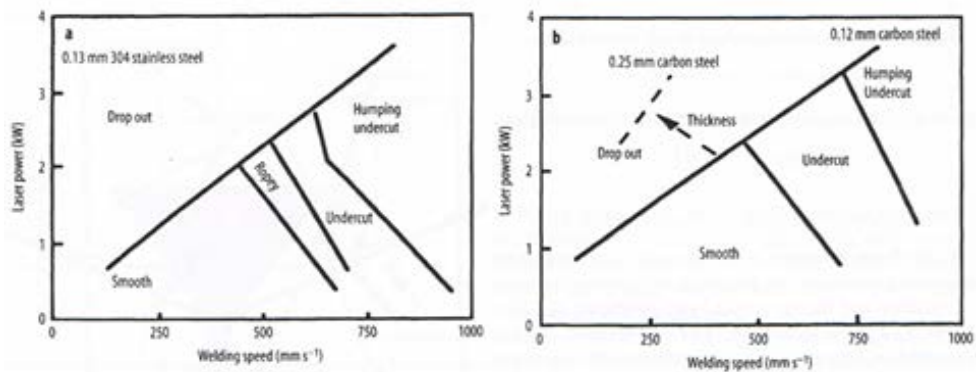 a
0.13 mm 304 stainless steel
Drop out
Humping
undercut
Ropry
Undercut
Smooth
Laser power (kW)
4
3
2
1
0
0
250
500
750
1000
Welding speed (mm s⁻¹)
b
0.12 mm carbon steel
0.25 mm carbon steel
Humping
Undercut
Thickness
Drop out
Undercut
Smooth
Laser power (kW)
4
3
2
1
0
0
250
500
750
1000
Welding speed (mm s⁻¹)